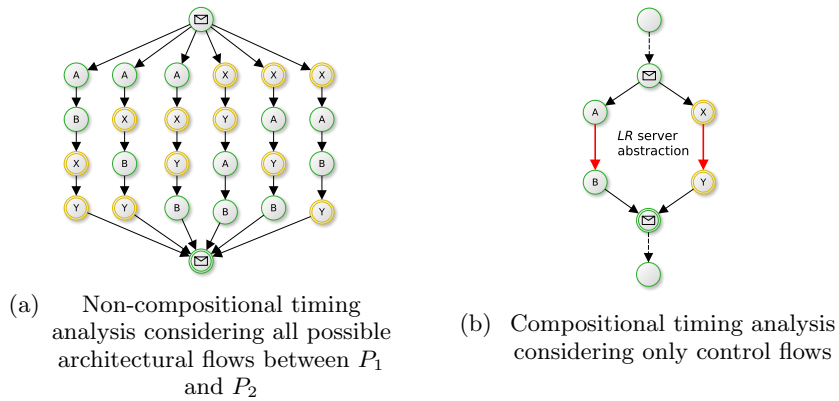 A A A X X X
B X X Y A A
X B Y A Y B
Y Y B B B Y
(a) Non-compositional timing
analysis considering all possible
architectural flows between P₁
and P₂
A X
LR server
abstraction
B Y
(b) Compositional timing analysis
considering only control flows